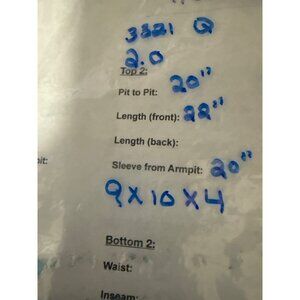 3321 Q
2.0
Top 2:
Pit to Pit: 20"
Length (front): 22"
Length (back):
Sleeve from Armpit: 20"
pit:
9x10x4
Bottom 2:
Waist:
Inseam: